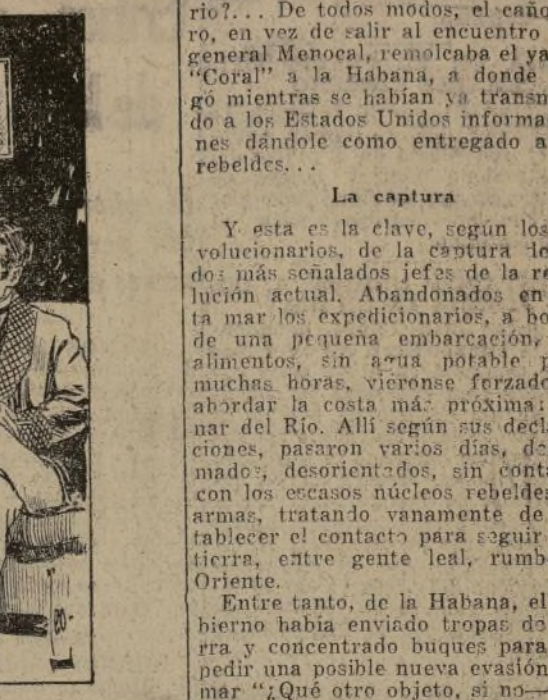 rio?... De todos modos, el caño
ro, en vez de salir al encuentro
general Menocal, remolcaba el ya
"Coral" a la Habana, a donde
gó mientras se habían ya transm
do a los Estados Unidos informa
nes dándole como entregado a
rebeldes...
La captura
Y esta es la clave, según los
volucionarios, de la captura de
dos más señalados jefes de la re
lución actual. Abandonados en
ta mar los expedicionarios, a bo
de una pequeña embarcación,
alimentos, sin agua potable p
muchas horas, viéronse forzado
abordar la costa más próxima:
nar del Río. Allí según sus decl
ciones, pasaron varios días, de
mados, desorientados, sin conta
con los escasos núcleos rebeldes
armas, tratando vanamente de
tablecer el contacto para seguir
tierra, entre gente leal, rumb
Oriente.
Entre tanto, de la Habana, el
bierno había enviado tropas de
rra y concentrado buques para
pedir una posible nueva evasión
mar "¿Qué otro objeto, si no—